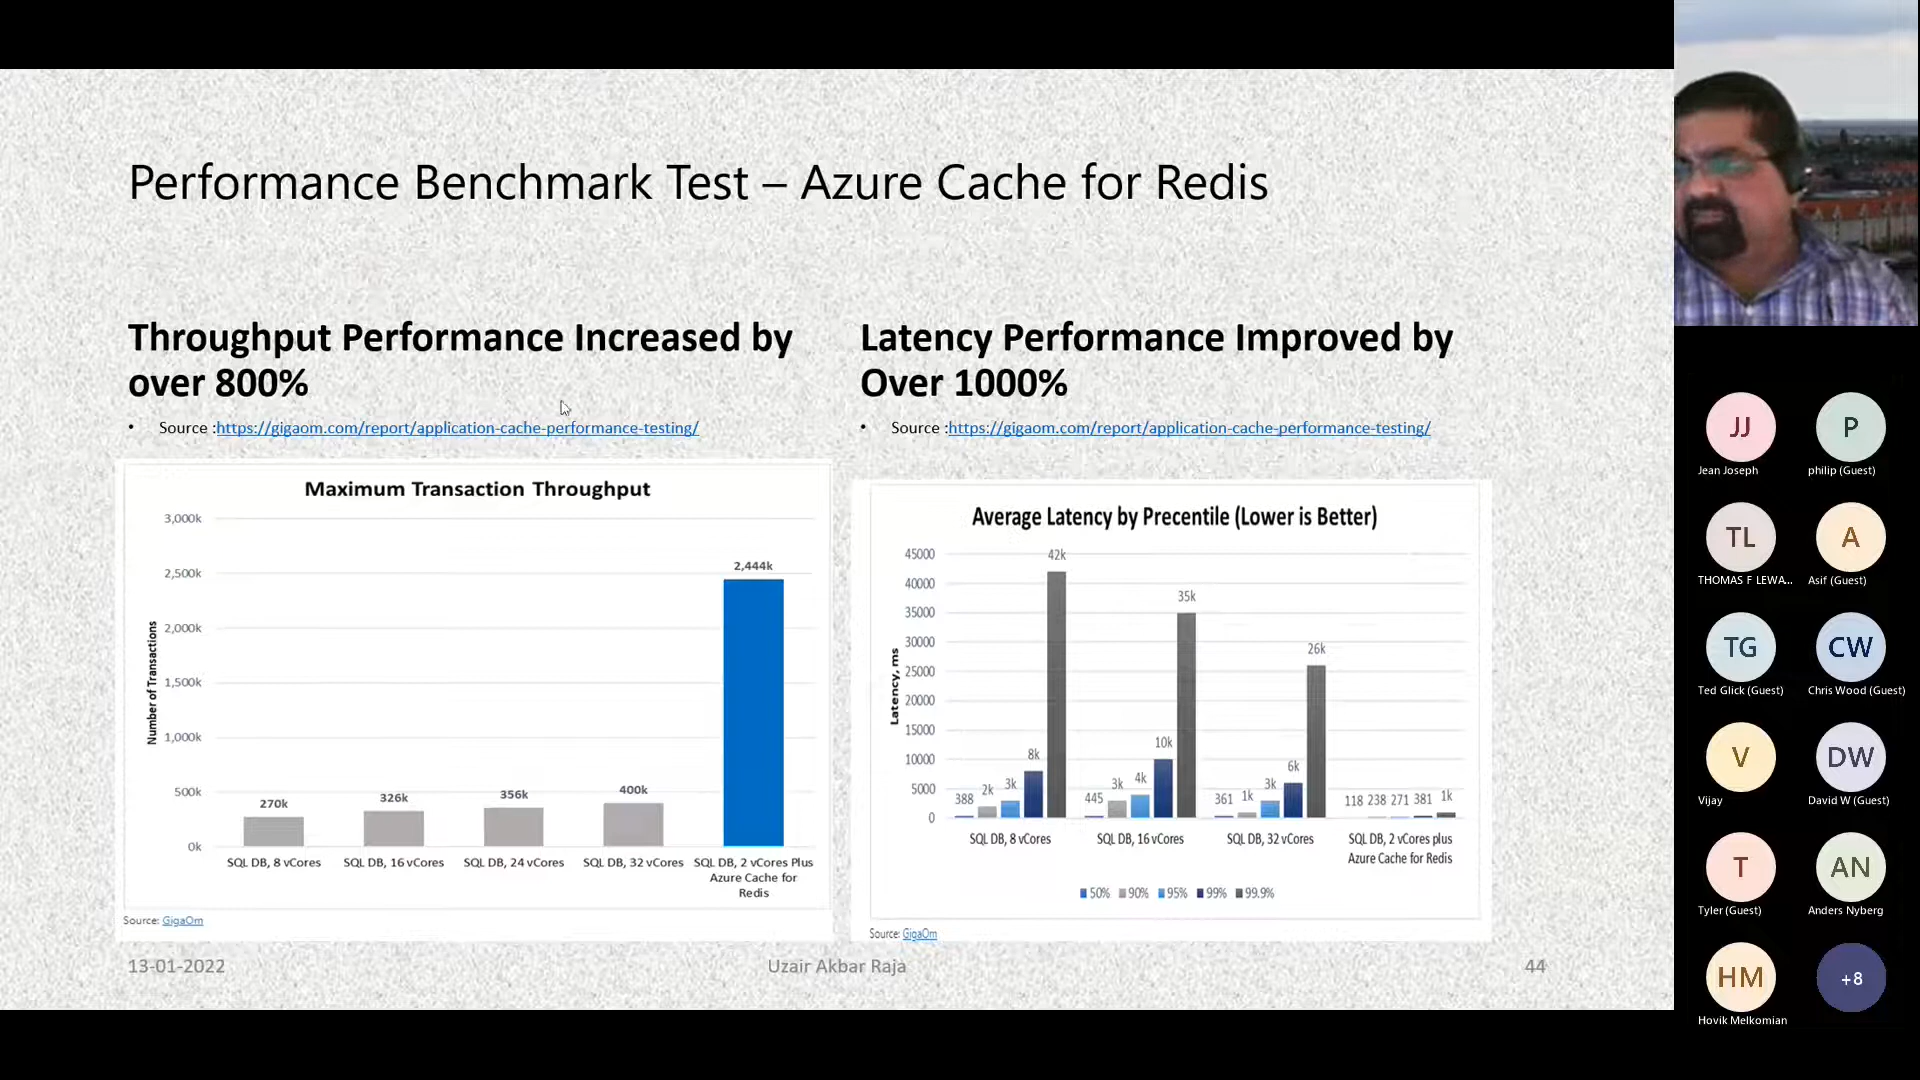 Performance Benchmark Test – Azure Cache for Redis
Throughput Performance Increased by
over 800%
• Source :https://gigaom.com/report/application-cache-performance-testing/
Maximum Transaction Throughput
Number of Transactions
3,000k
2,500k
2,000k
1,500k
1,000k
500k
0k
270k
326k
356k
400k
2,444k
SQL DB, 8 vCores
SQL DB, 16 vCores
SQL DB, 24 vCores
SQL DB, 32 vCores
SQL DB, 2 vCores Plus
Azure Cache for
Redis
Source: GigaOm
Latency Performance Improved by
Over 1000%
• Source :https://gigaom.com/report/application-cache-performance-testing/
Average Latency by Precentile (Lower is Better)
Latency, ms
45000
40000
35000
30000
25000
20000
15000
10000
5000
0
388 2k 3k 8k 42k
445 3k 4k 10k 35k
361 1k 3k 6k 26k
118 238 271 381 1k
SQL DB, 8 vCores
SQL DB, 16 vCores
SQL DB, 32 vCores
SQL DB, 2 vCores plus
Azure Cache for Redis
50% 90% 95% 99% 99.9%
Source: GigaOm
13-01-2022
Uzair Akbar Raja
44
JJ
Jean Joseph
P
philip (Guest)
TL
THOMAS F LEWA...
A
Asif (Guest)
TG
Ted Glick (Guest)
CW
Chris Wood (Guest)
V
Vijay
DW
David W (Guest)
T
Tyler (Guest)
AN
Anders Nyberg
HM
Hovik Melkomian
+8